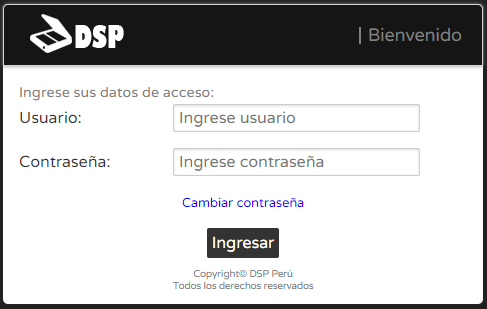 DSP
| Bienvenido
Ingrese sus datos de acceso:
Usuario:
Ingrese usuario
Contraseña:
Ingrese contraseña
Cambiar contraseña
Ingresar
Copyright© DSP Perú
Todos los derechos reservados